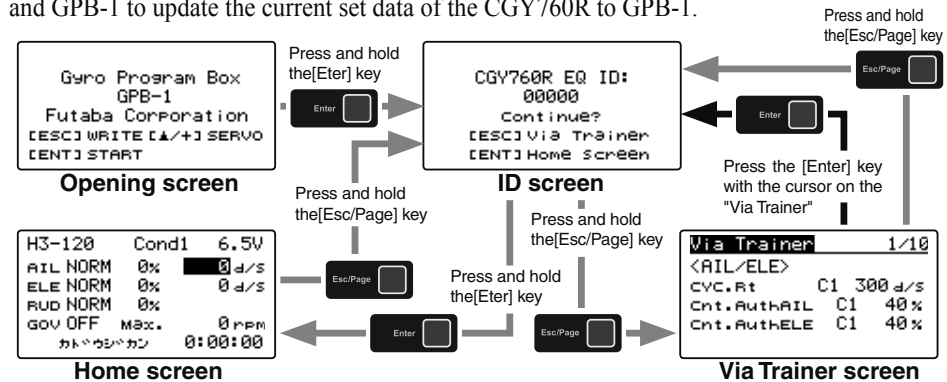 and GPB-1 to update the current set data of the CGY760R to GPB-1.
Gyro Program Box
GPB-1
Futaba Corporation
[ESC] WRITE [▲/+] SERVO
[ENT] START
Opening screen
Press and hold
the[Eter] key
Enter
CGY760R EQ ID:
00000
Continue?
[ESC] Via Trainer
[ENT] Home Screen
ID screen
Press and hold
the[Esc/Page] key
Esc/Page
Enter
Press the [Enter] key
with the cursor on the
"Via Trainer"
Press and hold
the[Esc/Page] key
Esc/Page
Press and hold
the[Eter] key
Enter
Press and hold
the[Esc/Page] key
Esc/Page
H3-120 Cond1 6.5V
AIL NORM 0% 0 d/s
ELE NORM 0% 0 d/s
RUD NORM 0%
GOV OFF Max. 0 rpm
カドウジカン 0:00:00
Home screen
Via Trainer 1/10
<AIL/ELE>
CYC.Rt C1 300 d/s
Cnt.AuthAIL C1 40%
Cnt.AuthELE C1 40%
Via Trainer screen